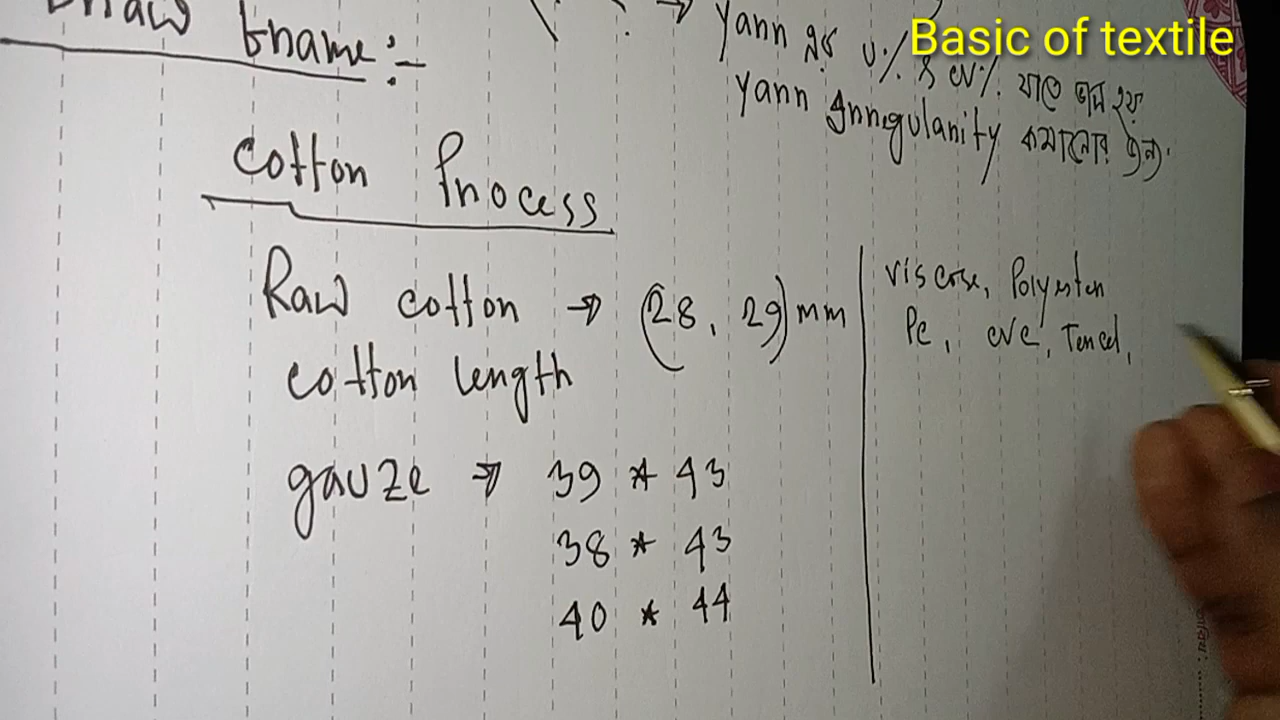 Draw frame:-
→ Yarn এর U% & CV% যাতে ভাল হয়
Yarn Irregularity কমানোর জন্য.
Basic of textile
Cotton Process
Raw cotton → (28, 29) mm
cotton length
gauze → 39 * 43
38 * 43
40 * 44
viscose, Polyester
PC, CVC, Tencel,